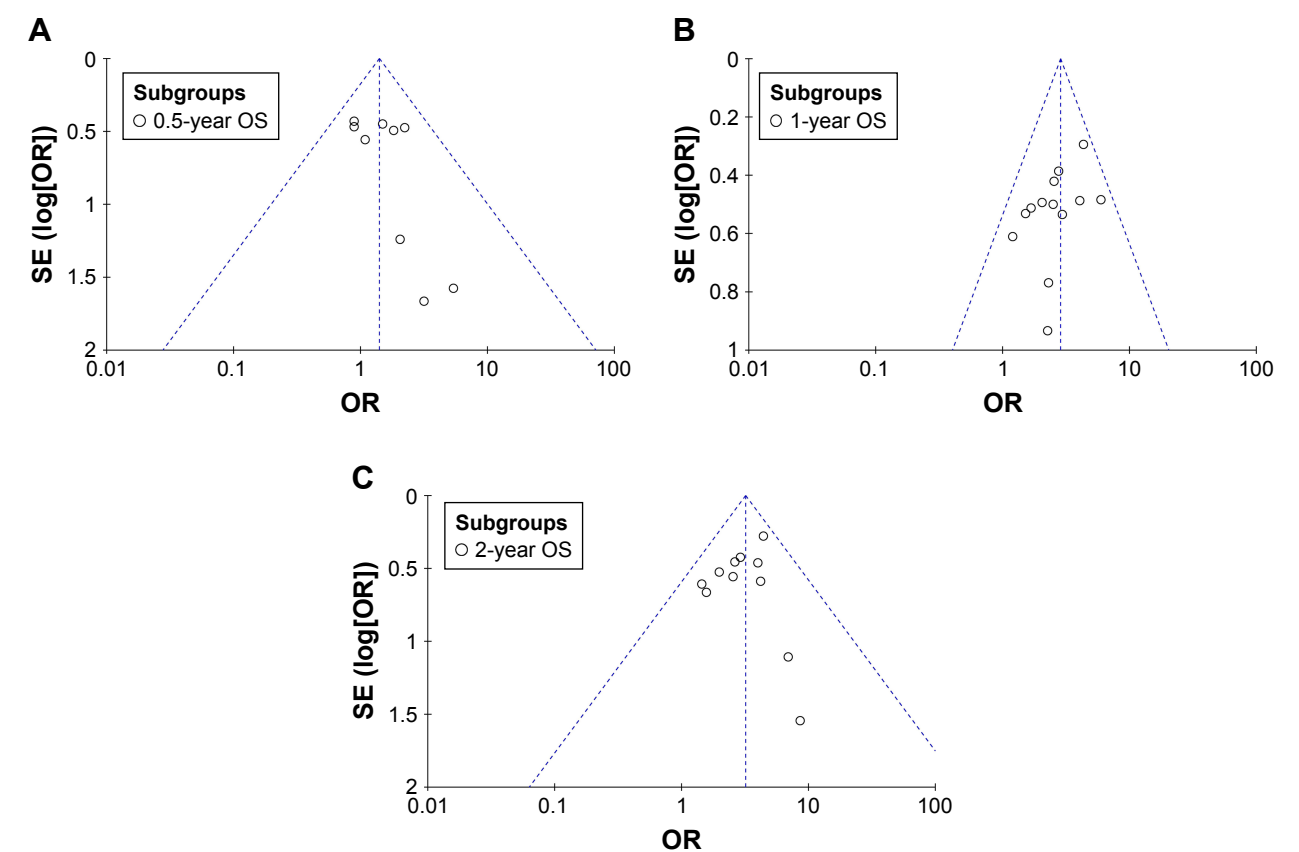 A
0
0.5
1
1.5
2
SE (log[OR])
Subgroups
0.5-year OS
0.01
0.1
1
10
100
OR
B
0
0.2
0.4
0.6
0.8
1
SE (log[OR])
Subgroups
1-year OS
0.01
0.1
1
10
100
OR
C
0
0.5
1
1.5
2
SE (log[OR])
Subgroups
2-year OS
0.01
0.1
1
10
100
OR